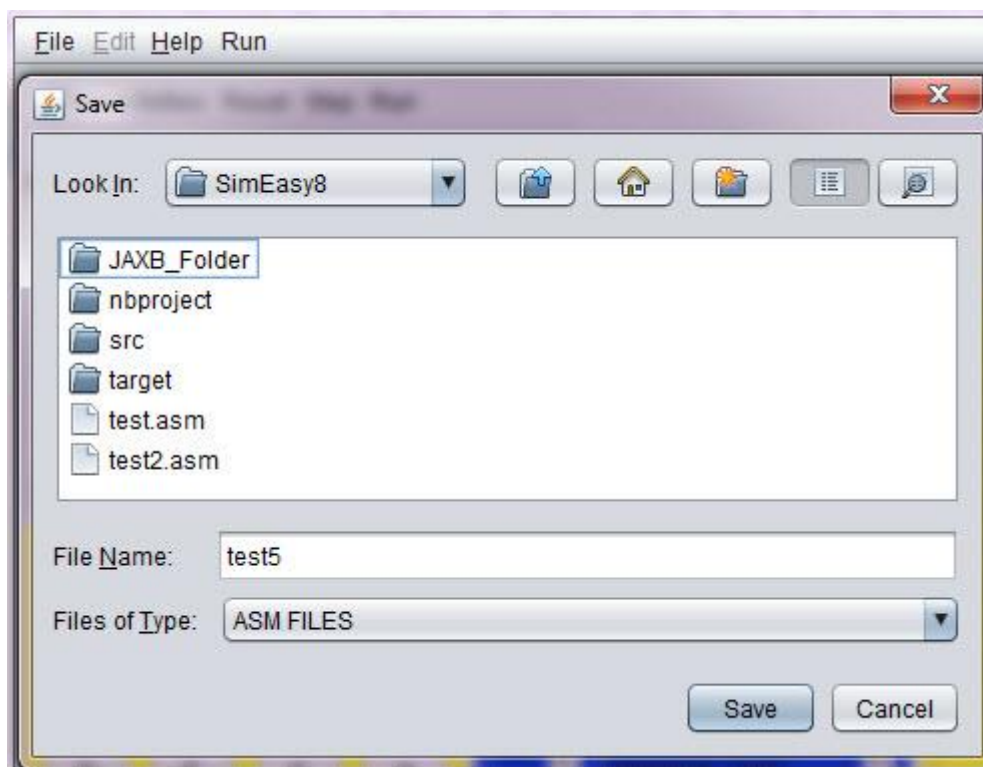 File Edit Help Run
Save
Look In: SimEasy8
JAXB_Folder
nbproject
src
target
test.asm
test2.asm
File Name: test5
Files of Type: ASM FILES
Save Cancel